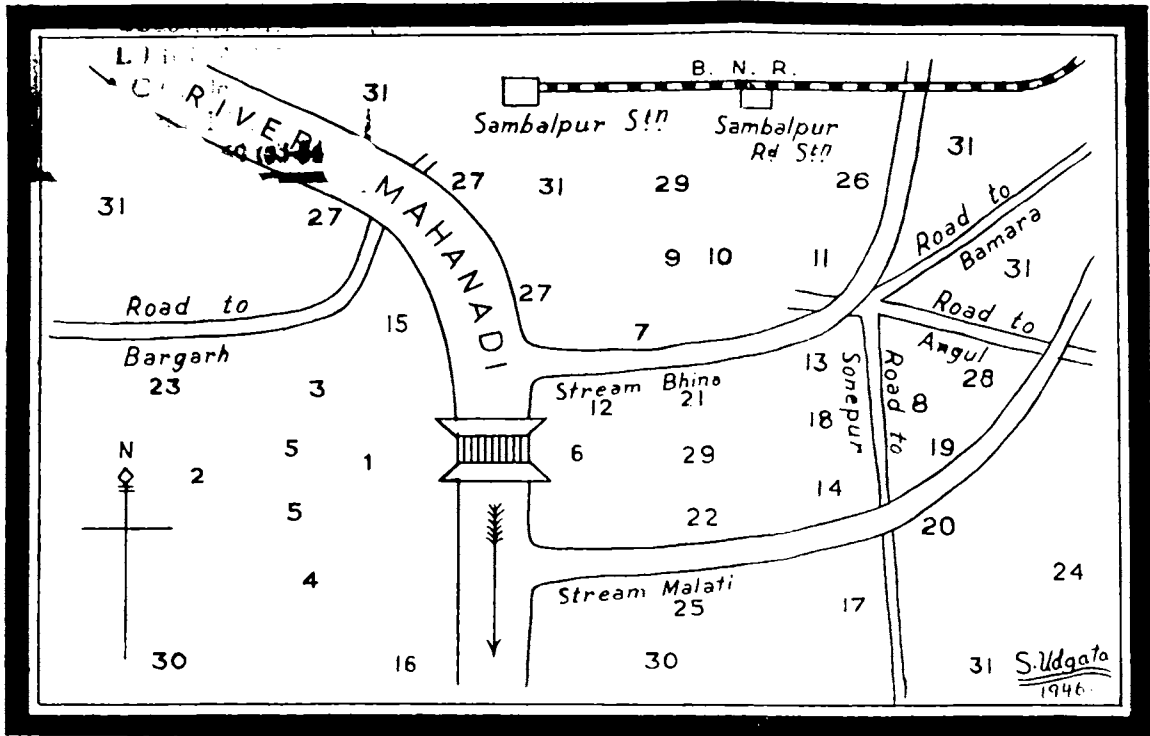 B. N. R.
31
Sambalpur Stn
Sambalpur
Rd Stn
RIVER
MAHANADI
31
27
31
29
26
31
27
Road to
Bamara
9
10
11
31
27
Road to
Bargarh
15
7
Road to
Angul
23
3
Stream Bhina
12
21
13
Sonepur
Road to
8
28
18
N
5
1
6
29
19
2
14
5
22
20
4
Stream Malati
25
17
24
30
16
30
31
S. Udgata
1946.